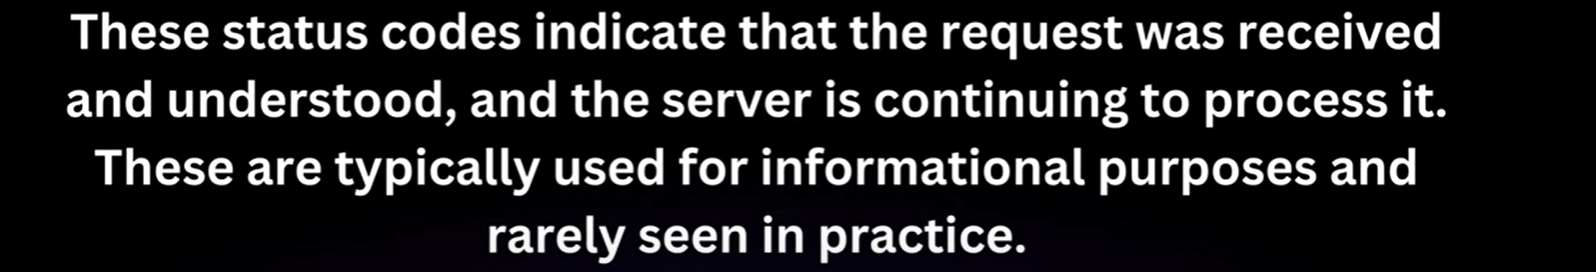 These status codes indicate that the request was received
and understood, and the server is continuing to process it.
These are typically used for informational purposes and
rarely seen in practice.